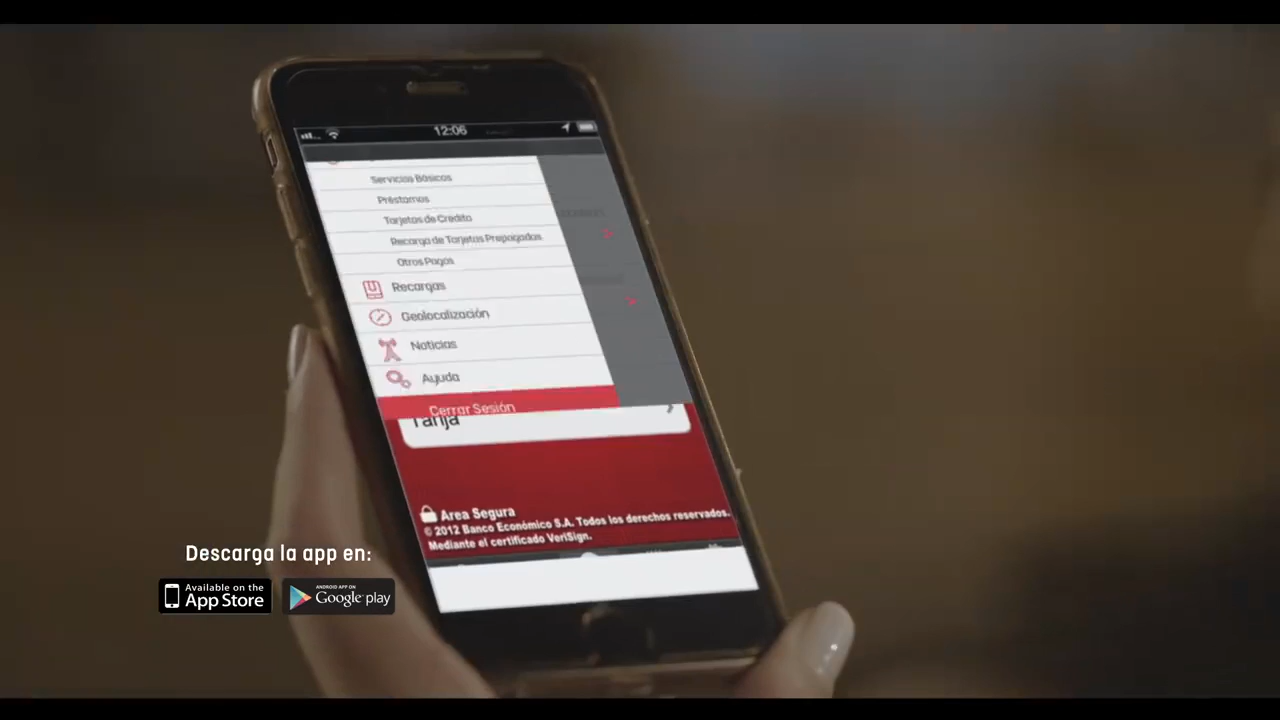 12:06
Servicios Básicos
Préstamos
Tarjetas de Credito
Recarga de Tarjetas Prepagadas
Otros Pagos
Recargas
Geolocalización
Noticias
Ayuda
Cerrar Sesión
Tarija
Area Segura
© 2012 Banco Económico S.A. Todos los derechos reservados.
Mediante el certificado VeriSign.
Descarga la app en:
Available on the
App Store
ANDROID APP ON
Google play